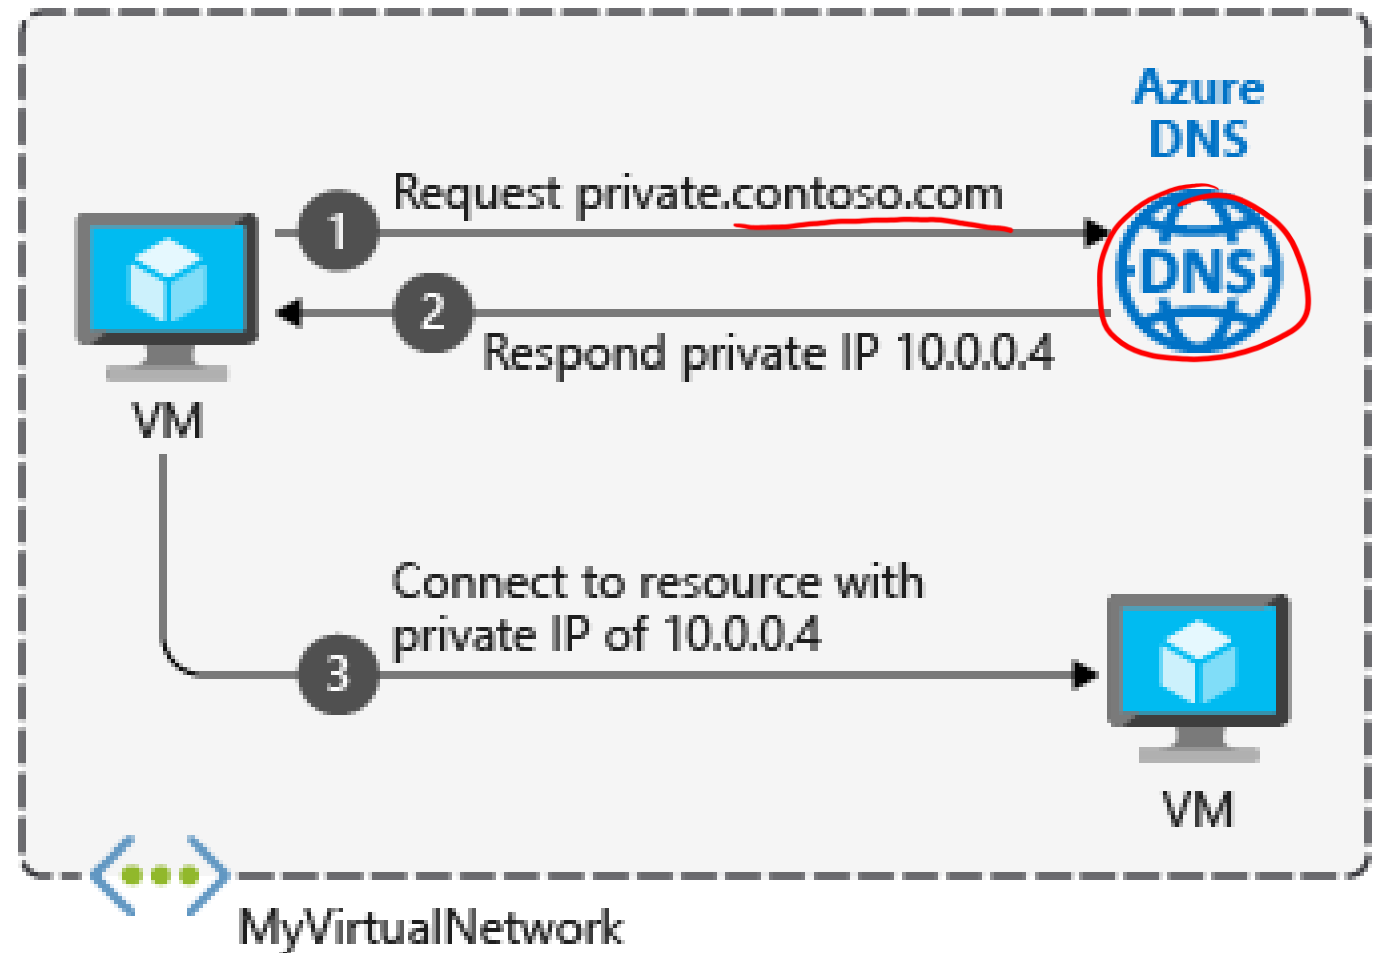 Azure
DNS
Request private.contoso.com
1
DNS
2
Respond private IP 10.0.0.4
VM
Connect to resource with
private IP of 10.0.0.4
3
VM
MyVirtualNetwork